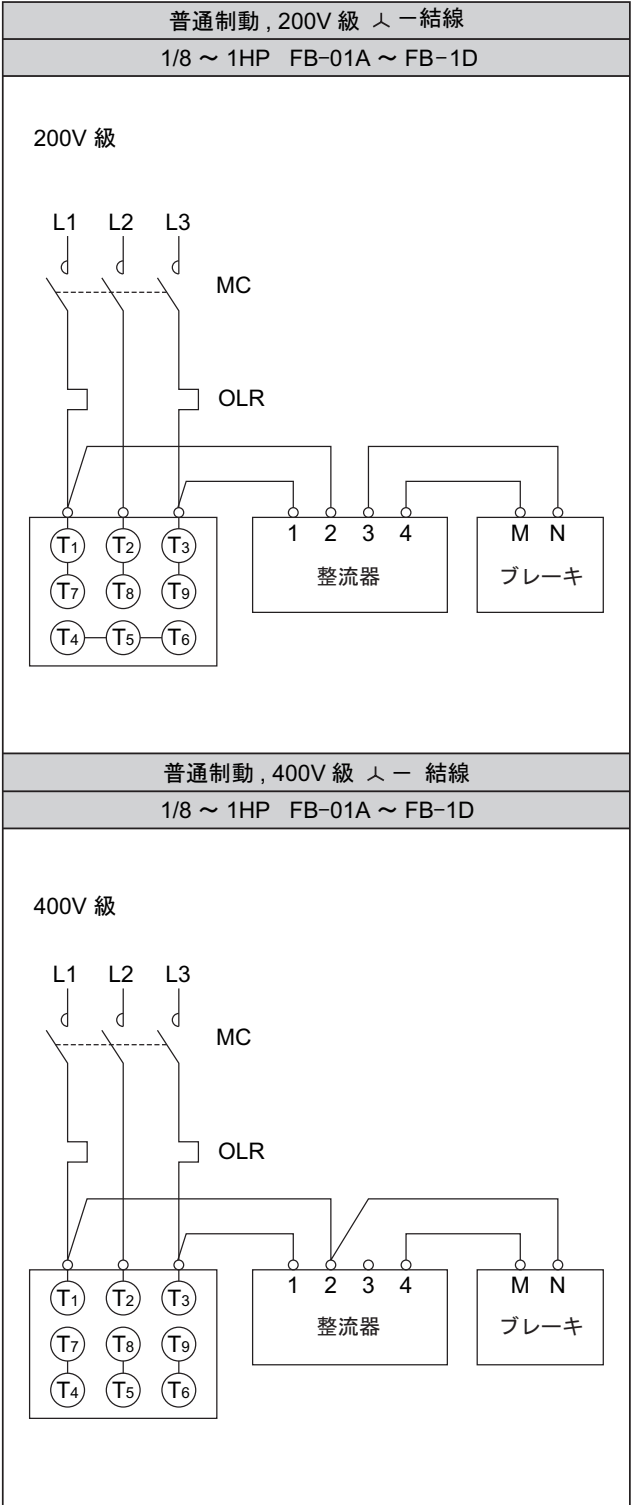 普通制動 , 200V 級 人 ー結線
1/8 ～ 1HP FB-01A ～ FB-1D
200V 級
L1 L2 L3
MC
OLR
1 2 3 4 M N
T1 T2 T3 整流器 ブレーキ
T7 T8 T9
T4 T5 T6
普通制動 , 400V 級 人 ー 結線
1/8 ～ 1HP FB-01A ～ FB-1D
400V 級
L1 L2 L3
MC
OLR
1 2 3 4 M N
T1 T2 T3 整流器 ブレーキ
T7 T8 T9
T4 T5 T6